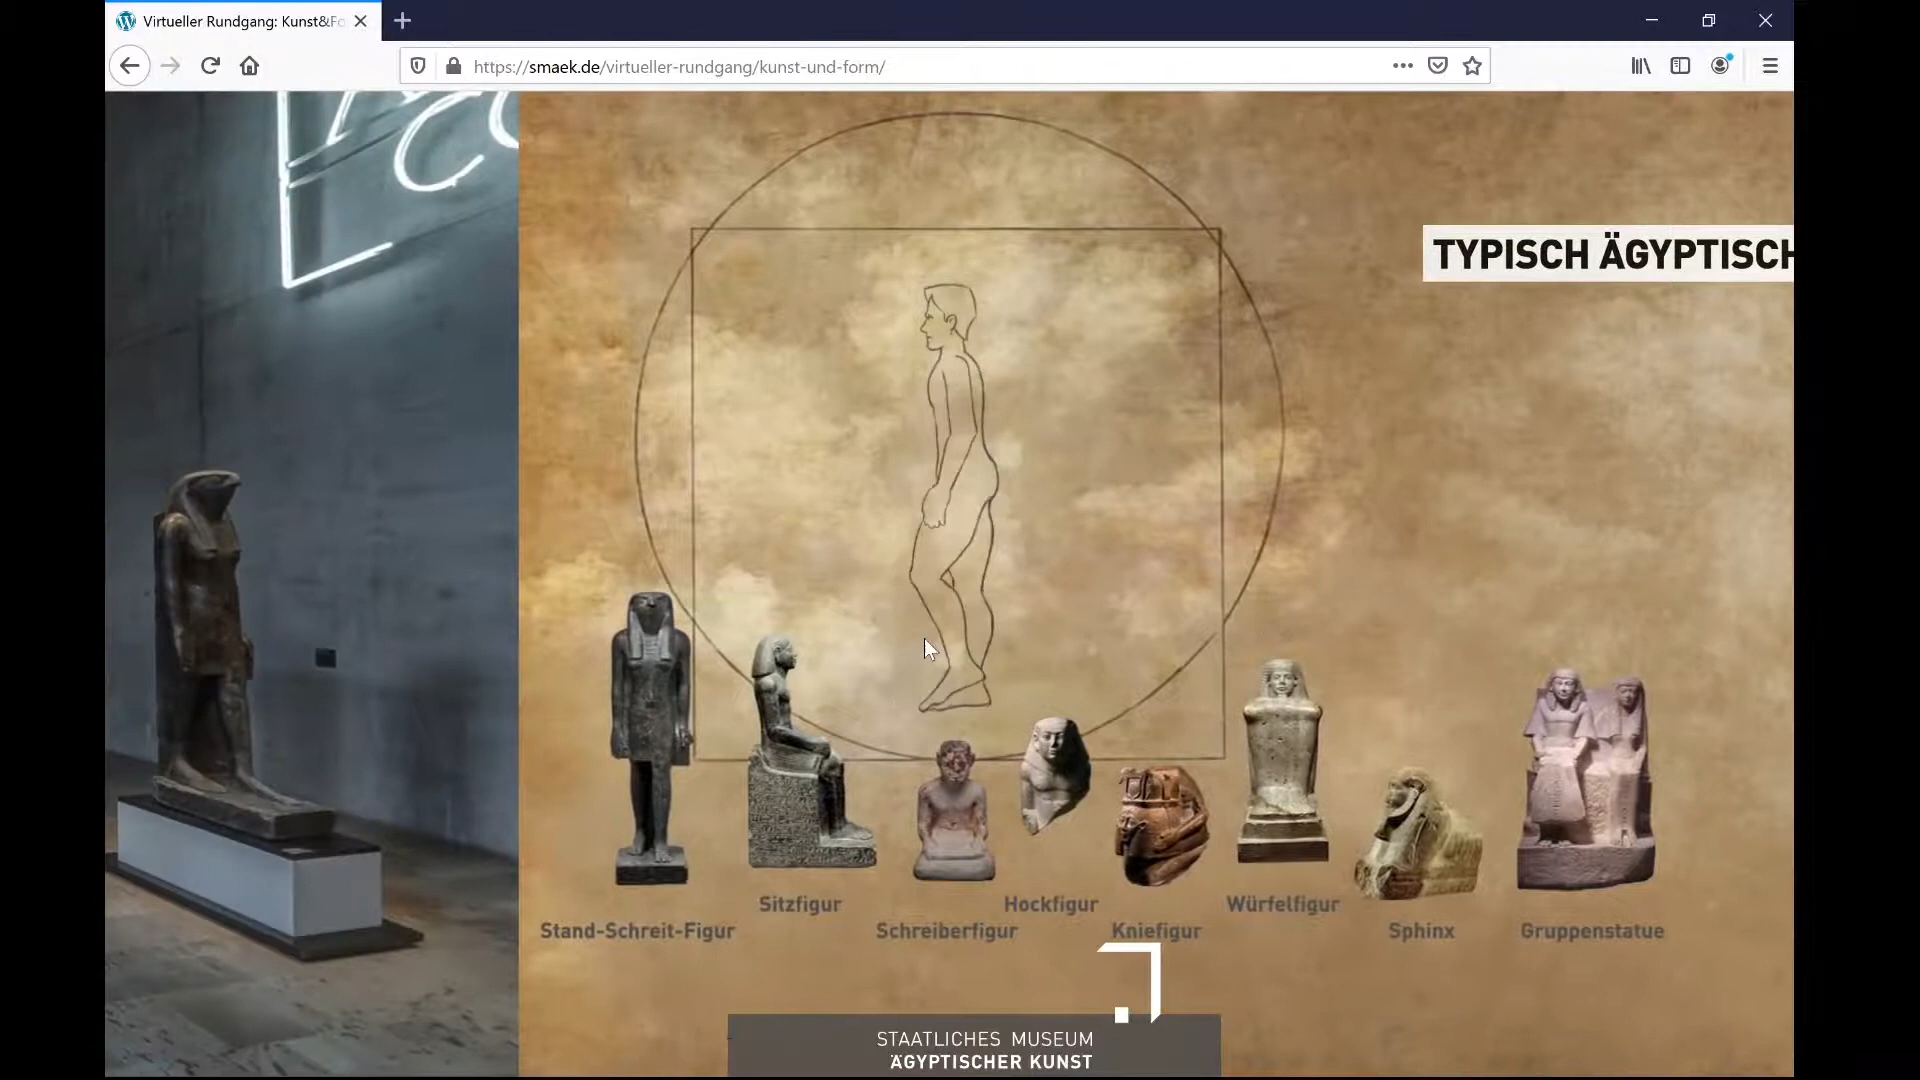 Virtueller Rundgang: Kunst&Fo
https://smaek.de/virtueller-rundgang/kunst-und-form/
TYPISCH ÄGYPTISCH
Sitzfigur
Hockfigur
Würfelfigur
Stand-Schreit-Figur
Schreiberfigur
Kniefigur
Sphinx
Gruppenstatue
STAATLICHES MUSEUM
ÄGYPTISCHER KUNST